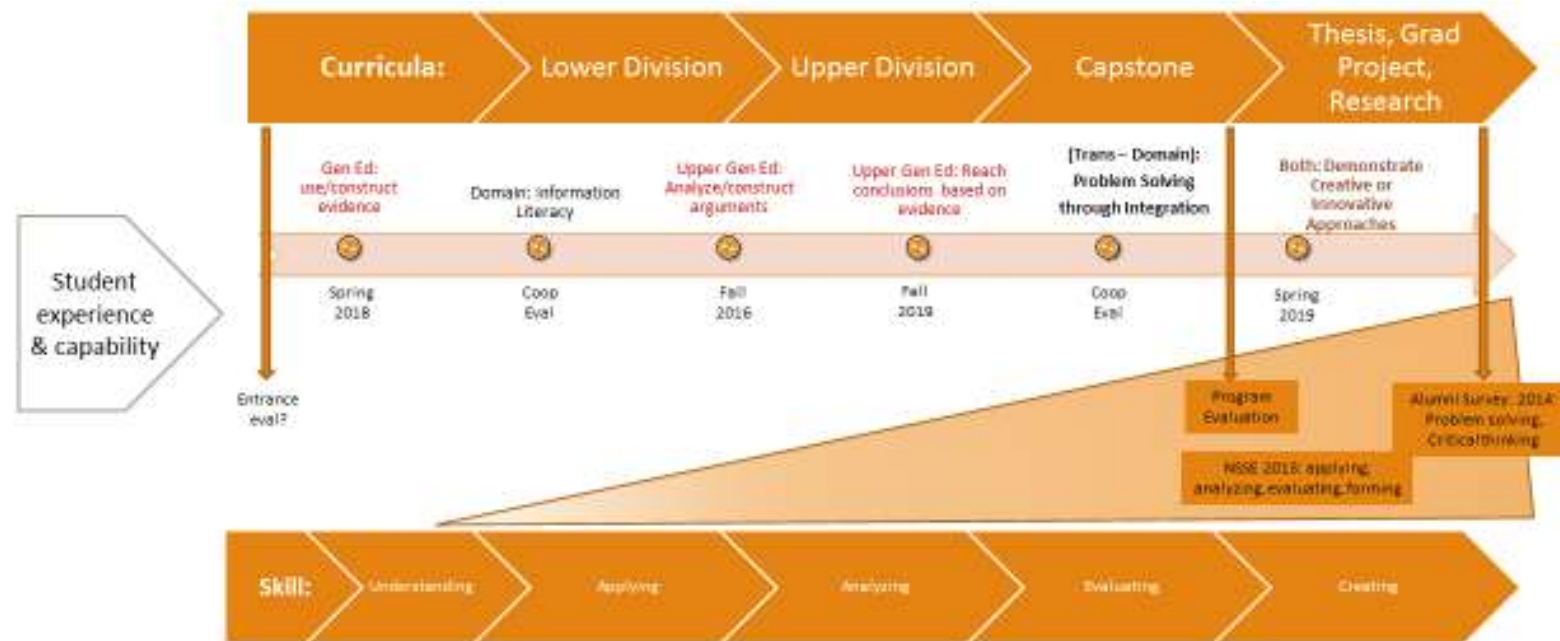 Curricula:
Lower Division
Upper Division
Capstone
Thesis, Grad
Project,
Research
Gen Ed:
use/construct
evidence
Domain: Information
Literacy
Upper Gen Ed:
Analyze/construct
arguments
Upper Gen Ed: Reach
conclusions based on
evidence
[Trans – Domain]:
Problem Solving
through Integration
Both: Demonstrate
Creative or
Innovative
Approaches
Student
experience
& capability
Spring
2018
Coop
Eval
Fall
2016
Fall
2019
Coop
Eval
Spring
2019
Entrance
eval?
Program
Evaluation
Alumni Survey: 2014:
Problem solving,
Critical thinking
NSSE
applying,
analyzing, evaluating, forming
Skill:
Understanding
Applying
Analyzing
Evaluating
Creating